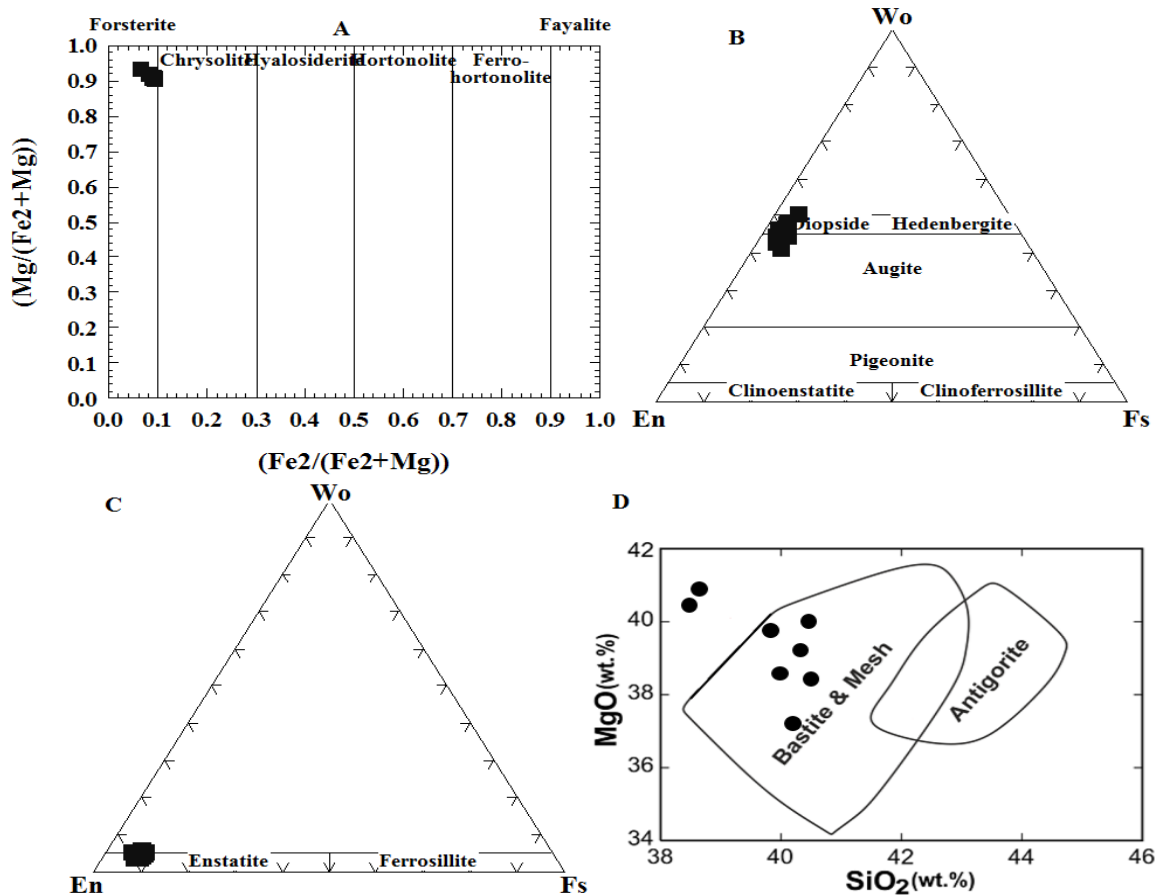 Forsterite A Fayalite
Chrysolite Hyalosiderite Hortonolite Ferro-
hortonolite
1.0
0.9
0.8
0.7
0.6
0.5
0.4
0.3
0.2
0.1
0.0
(Mg/(Fe2+Mg))
0.0 0.1 0.2 0.3 0.4 0.5 0.6 0.7 0.8 0.9 1.0
(Fe2/(Fe2+Mg))
Wo
B
Diopside Hedenbergite
Augite
Pigeonite
Clinoenstatite Clinoferrosillite
En Fs
C
Wo
Enstatite Ferrosillite
En Fs
D
42
40
38
36
34
MgO(wt.%)
Bastite & Mesh
Antigorite
38 40 42 44 46
SiO₂(wt.%)